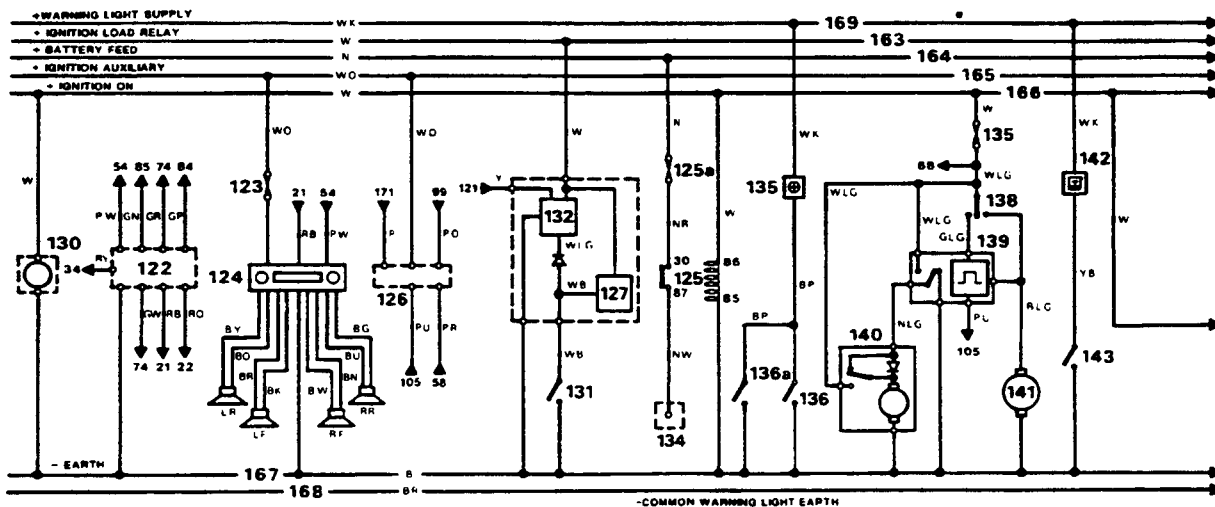 +WARNING LIGHT SUPPLY WK 169
+ IGNITION LOAD RELAY W 163
+ BATTERY FEED N 164
+ IGNITION AUXILIARY WO 165
+ IGNITION ON W 166
WO WO W N WK W 135 WK
54 85 74 84 123 21 54 171 99 Y 125a 68 142
W PW GN GR GP RB PW P PO 121 132 WLG 138
130 WLG NR W 135 WLG WLG GLG 139 W
34 RY 122 124 126 WB 127 30 125 87 86 85 BP YB
GW RB RO PU PR BP NLG PU RLG
BY BO BR BK BW BN BU BG WB NW 140 105
74 21 22 105 58 131 136a 136 141 143
LR LF RF RR 134
- EARTH 167 B
168 BR
-COMMON WARNING LIGHT EARTH